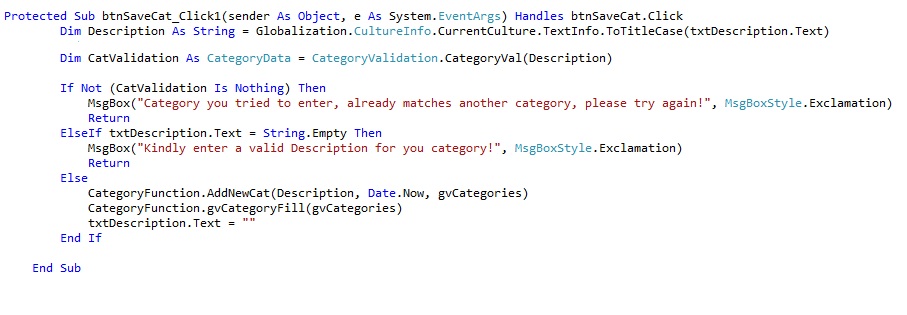 Protected Sub btnSaveCat_Click1(sender As Object, e As System.EventArgs) Handles btnSaveCat.Click
Dim Description As String = Globalization.CultureInfo.CurrentCulture.TextInfo.ToTitleCase(txtDescription.Text)
Dim CatValidation As CategoryData = CategoryValidation.CategoryVal(Description)
If Not (CatValidation Is Nothing) Then
MsgBox("Category you tried to enter, already matches another category, please try again!", MsgBoxStyle.Exclamation)
Return
ElseIf txtDescription.Text = String.Empty Then
MsgBox("Kindly enter a valid Description for you category!", MsgBoxStyle.Exclamation)
Return
Else
CategoryFunction.AddNewCat(Description, Date.Now, gvCategories)
CategoryFunction.gvCategoryFill(gvCategories)
txtDescription.Text = ""
End If
End Sub